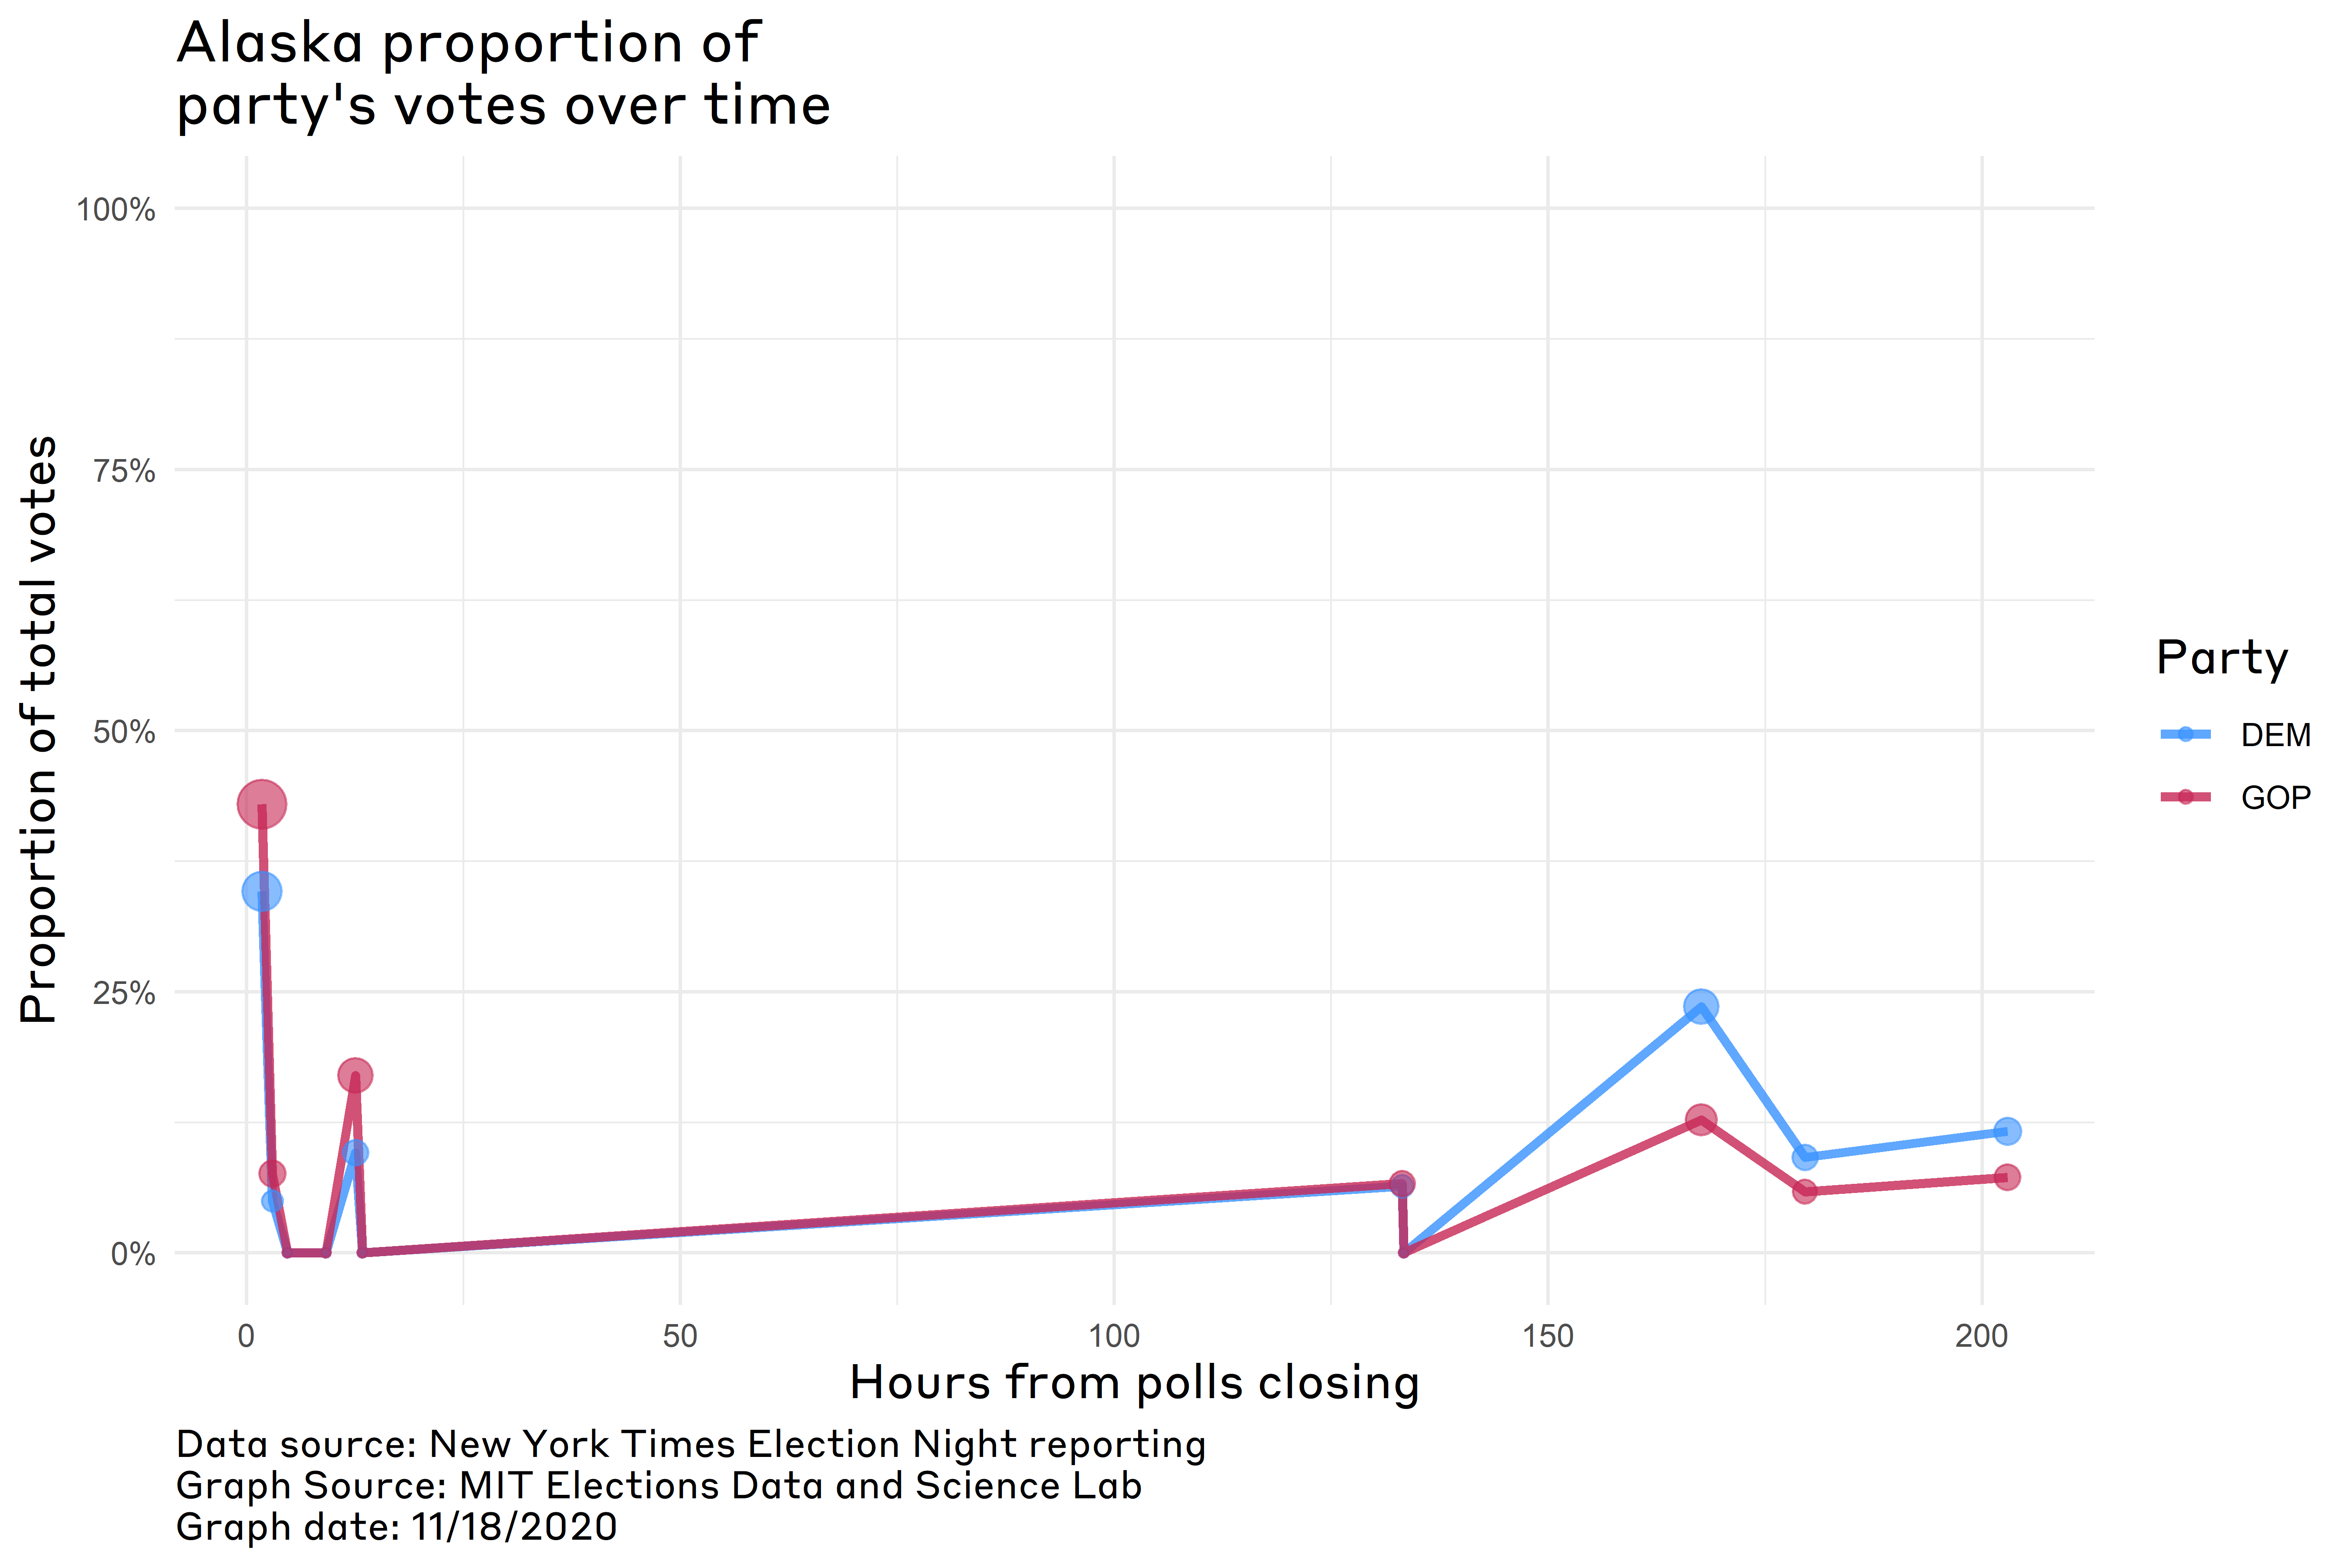 Alaska proportion of
party's votes over time
Proportion of total votes
100%
75%
50%
25%
0%
0 50 100 150 200
Hours from polls closing
Party
DEM
GOP
Data source: New York Times Election Night reporting
Graph Source: MIT Elections Data and Science Lab
Graph date: 11/18/2020